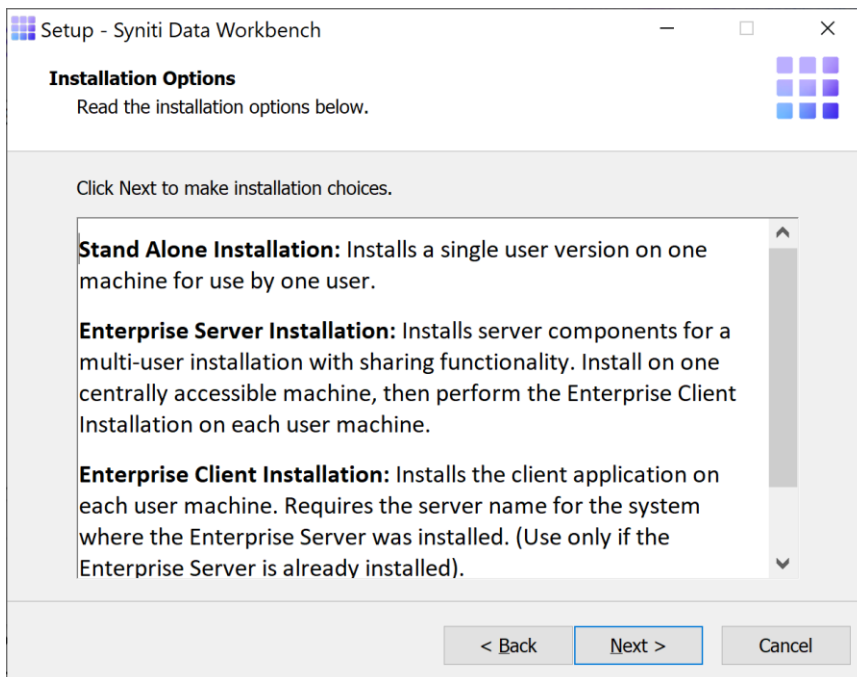 Setup - Syniti Data Workbench
Installation Options
Read the installation options below.
Click Next to make installation choices.
Stand Alone Installation: Installs a single user version on one
machine for use by one user.
Enterprise Server Installation: Installs server components for a
multi-user installation with sharing functionality. Install on one
centrally accessible machine, then perform the Enterprise Client
Installation on each user machine.
Enterprise Client Installation: Installs the client application on
each user machine. Requires the server name for the system
where the Enterprise Server was installed. (Use only if the
Enterprise Server is already installed).
< Back
Next >
Cancel